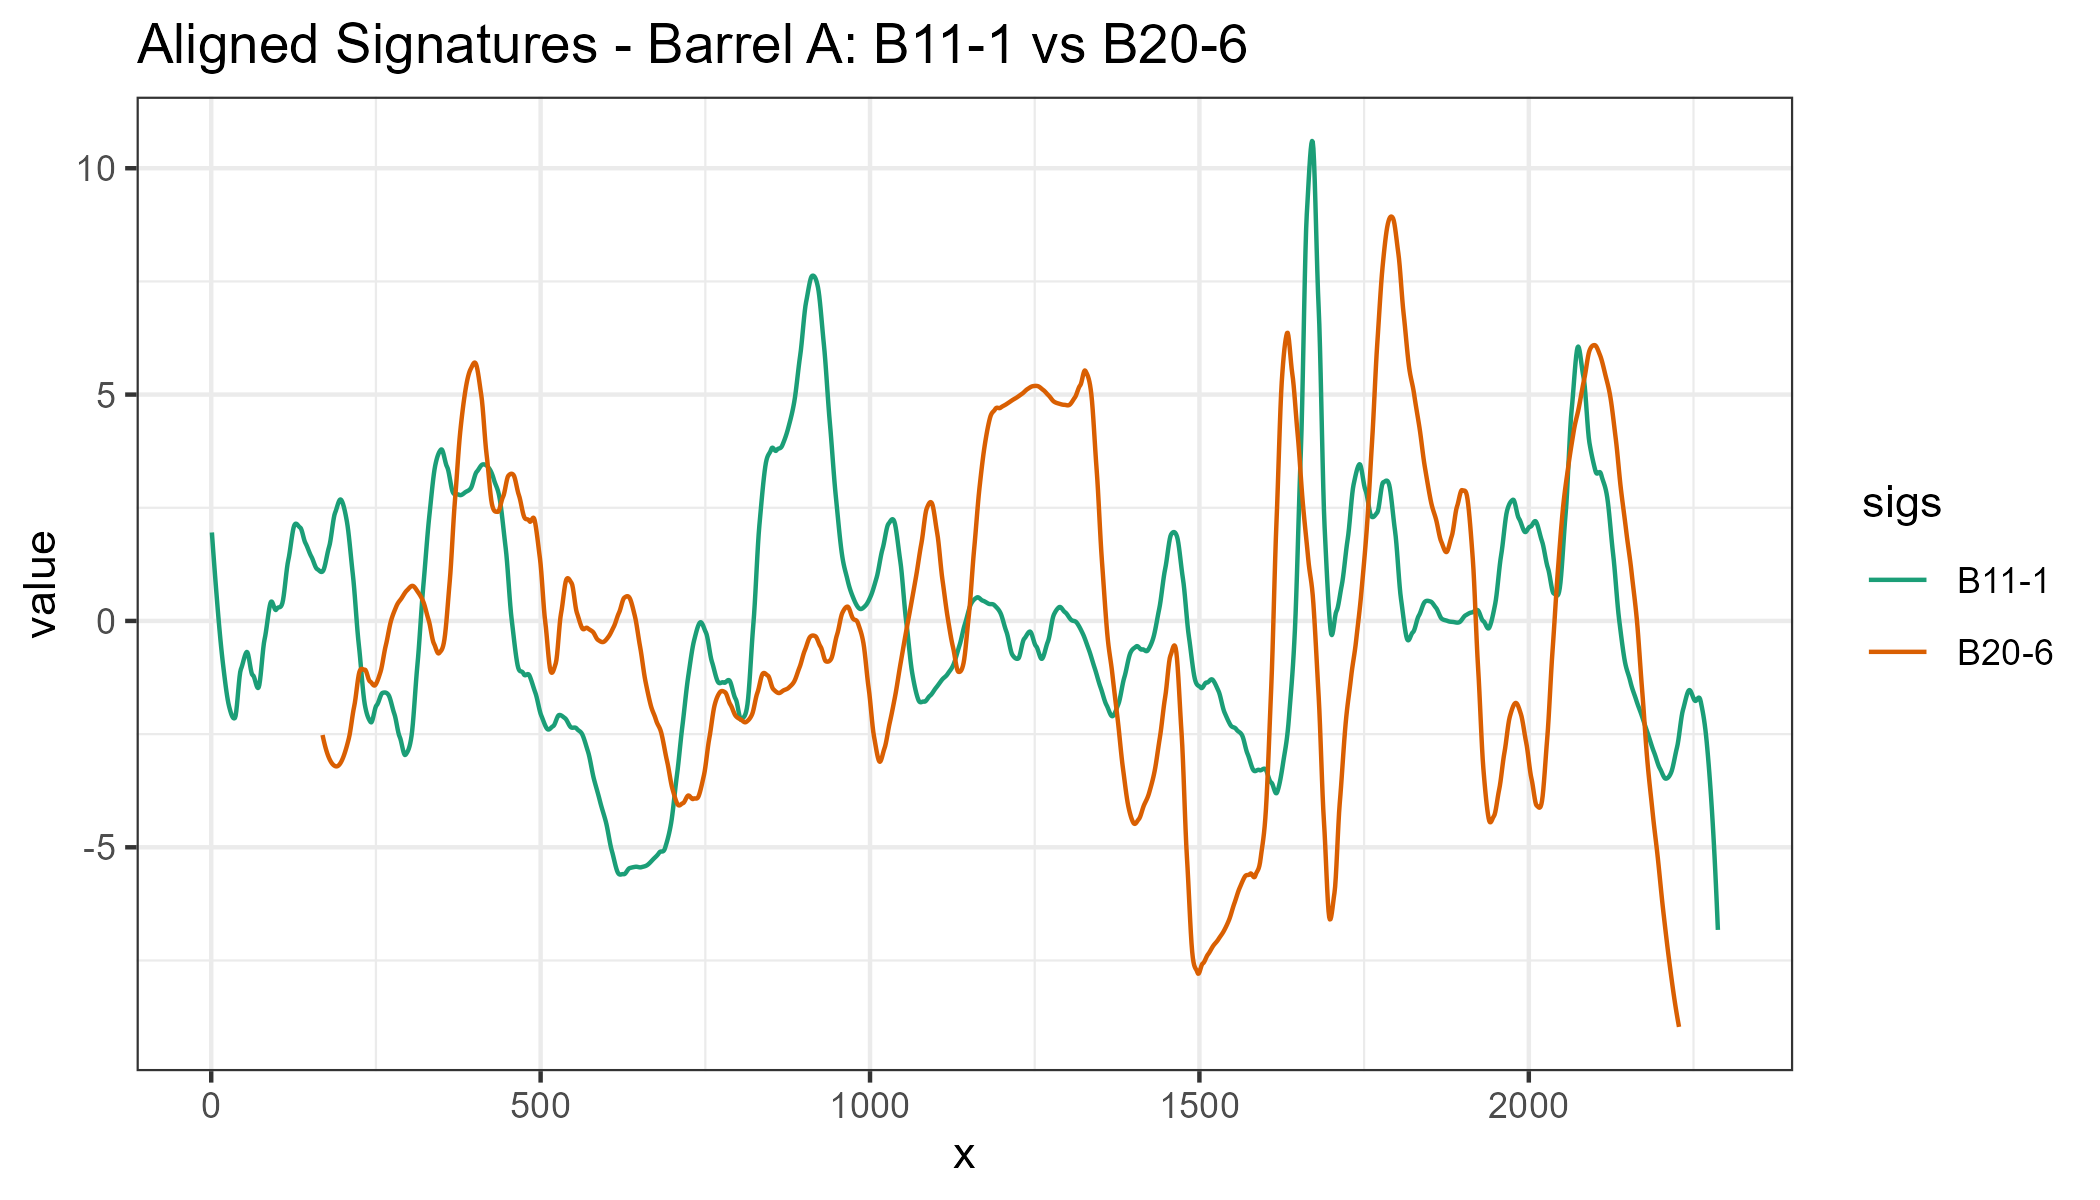 Aligned Signatures - Barrel A: B11-1 vs B20-6
value
10
5
0
-5
0 500 1000 1500 2000
x
sigs
B11-1
B20-6